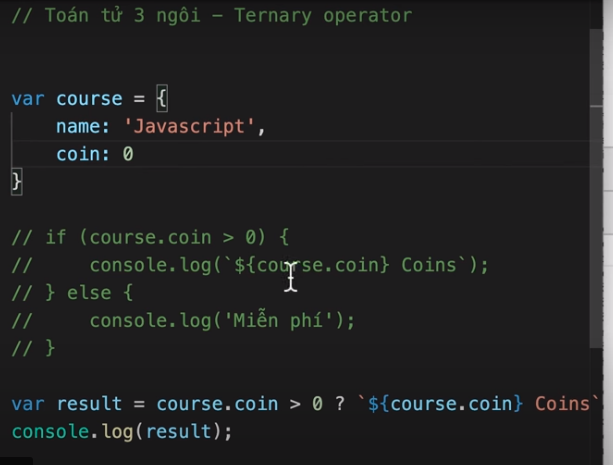 // Toán tử 3 ngôi - Ternary operator
var course = {
    name: 'Javascript',
    coin: 0
}
// if (course.coin > 0) {
//     console.log(`${course.coin} Coins`);
// } else {
//     console.log('Miễn phí');
// }
var result = course.coin > 0 ? `${course.coin} Coins`
console.log(result);